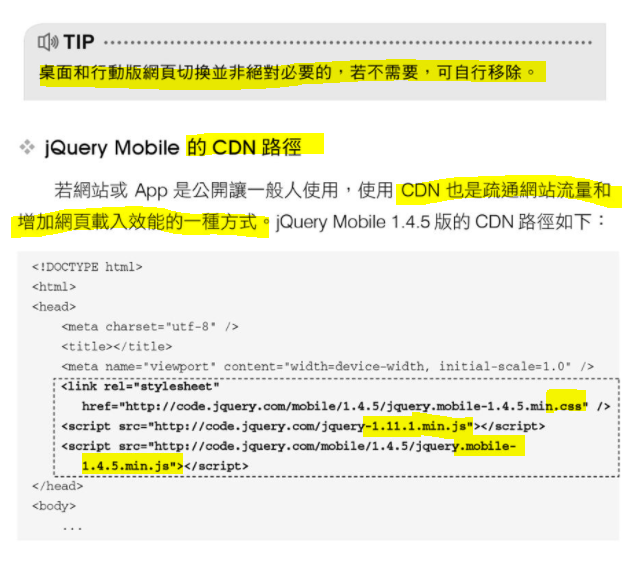 TIP
桌面和行動版網頁切換並非絕對必要的，若不需要，可自行移除。
jQuery Mobile 的 CDN 路徑
若網站或 App 是公開讓一般人使用，使用 CDN 也是疏通網站流量和
增加網頁載入效能的一種方式。jQuery Mobile 1.4.5 版的 CDN 路徑如下：
<!DOCTYPE html>
<html>
<head>
<meta charset="utf-8" />
<title></title>
<meta name="viewport" content="width=device-width, initial-scale=1.0" />
<link rel="stylesheet"
href="http://code.jquery.com/mobile/1.4.5/jquery.mobile-1.4.5.min.css" />
<script src="http://code.jquery.com/jquery-1.11.1.min.js"></script>
<script src="http://code.jquery.com/mobile/1.4.5/jquery.mobile-
1.4.5.min.js"></script>
</head>
<body>
...